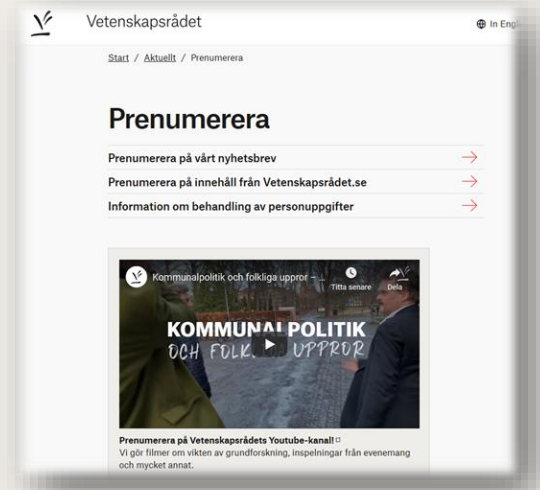 Vetenskapsrådet
In Eng
Start / Aktuellt / Prenumerera
Prenumerera
Prenumerera på vårt nyhetsbrev
Prenumerera på innehåll från Vetenskapsrådet.se
Information om behandling av personuppgifter
Kommunalpolitik och folkliga uppror – ...
Titta senare
Dela
KOMMUNALPOLITIK
OCH FOLK UPPROR
Prenumerera på Vetenskapsrådets Youtube-kanal!
Vi gör filmer om vikten av grundforskning, inspelningar från evenemang
och mycket annat.